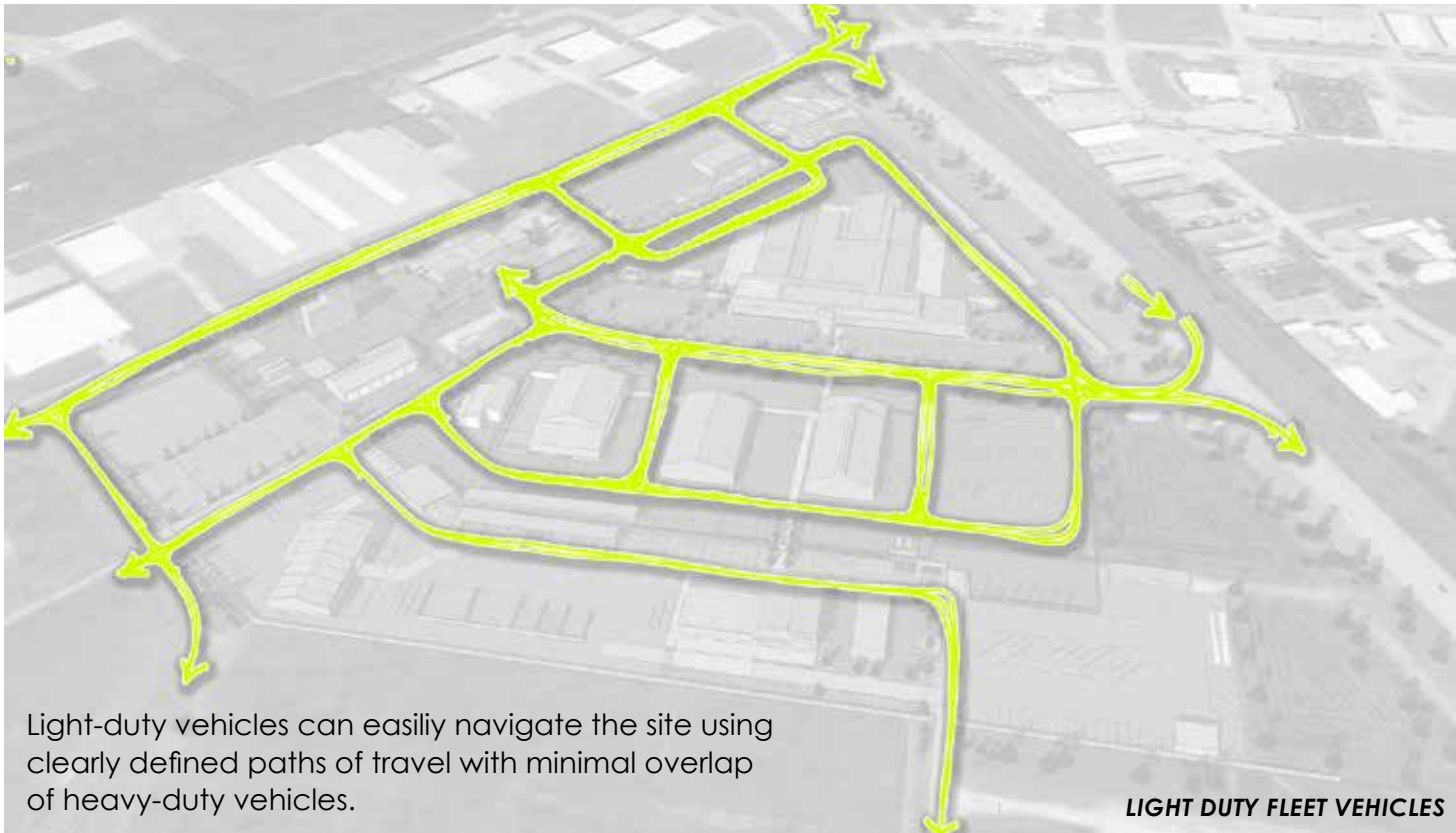 Light-duty vehicles can easiliy navigate the site using
clearly defined paths of travel with minimal overlap
of heavy-duty vehicles.
LIGHT DUTY FLEET VEHICLES